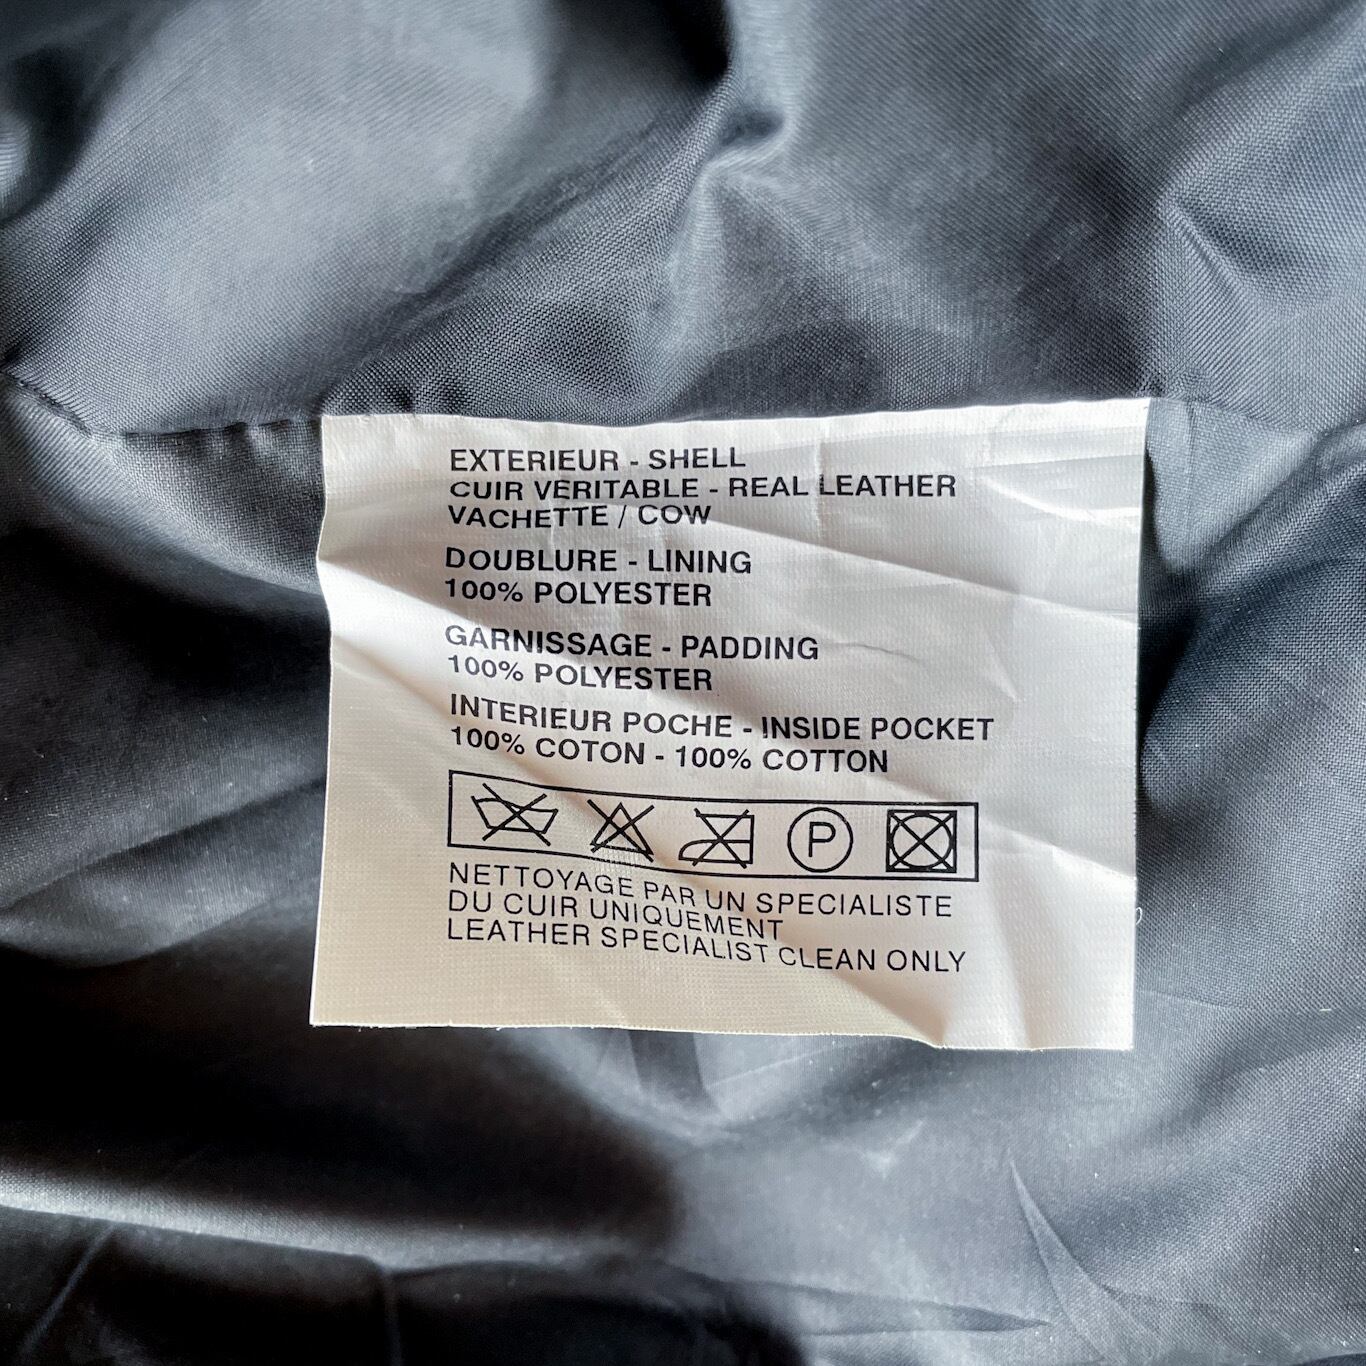 EXTERIEUR - SHELL
CUIR VERITABLE - REAL LEATHER
VACHETTE / COW
DOUBLURE - LINING
100% POLYESTER
GARNISSAGE - PADDING
100% POLYESTER
INTERIEUR POCHE - INSIDE POCKET
100% COTON - 100% COTTON
P
NETTOYAGE PAR UN SPECIALISTE
DU CUIR UNIQUEMENT
LEATHER SPECIALIST CLEAN ONLY